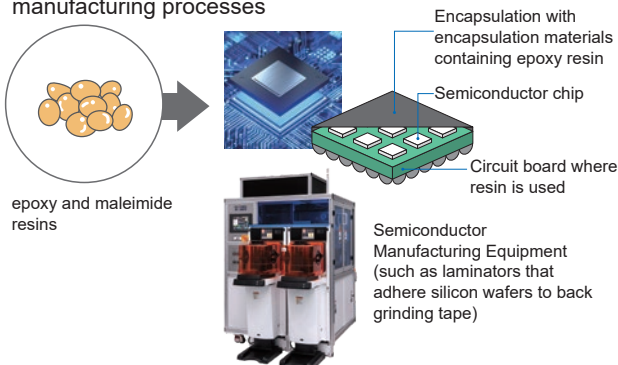 manufacturing processes
Encapsulation with
encapsulation materials
containing epoxy resin
Semiconductor chip
Circuit board where
resin is used
epoxy and maleimide
resins
Semiconductor
Manufacturing Equipment
(such as laminators that
adhere silicon wafers to back
grinding tape)